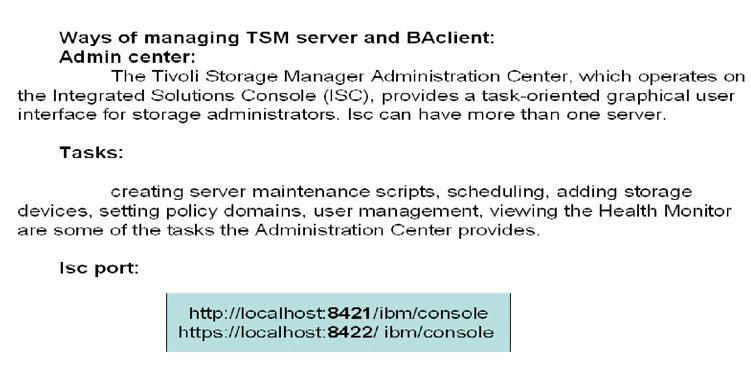 Ways of managing TSM server and BAclient:
Admin center:
The Tivoli Storage Manager Administration Center, which operates on
the Integrated Solutions Console (ISC), provides a task-oriented graphical user
interface for storage administrators. Isc can have more than one server.
Tasks:
creating server maintenance scripts, scheduling, adding storage
devices, setting policy domains, user management, viewing the Health Monitor
are some of the tasks the Administration Center provides.
Isc port:
http://localhost:8421/ibm/console
https://localhost:8422/ ibm/console